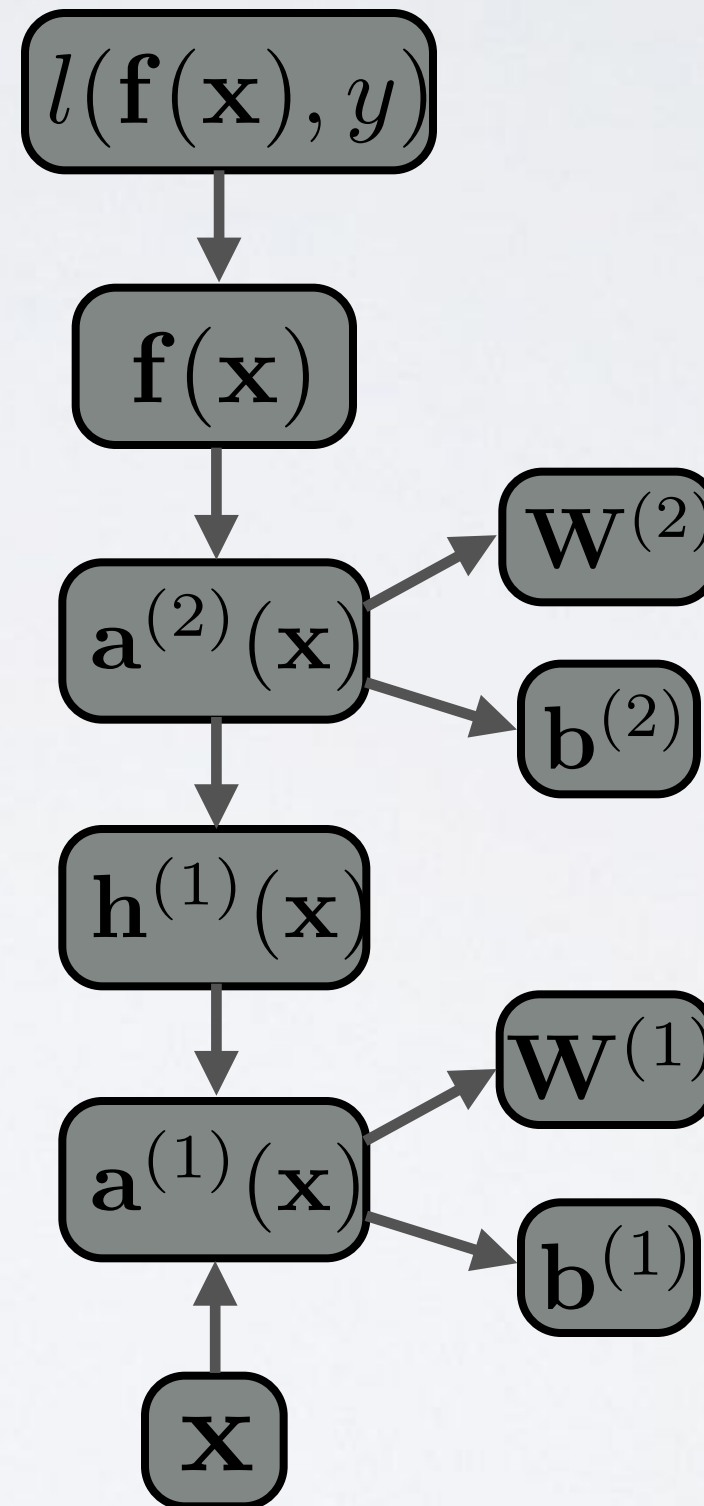 l(f(x), y)
f(x)
W^(2)
a^(2)(x)
b^(2)
h^(1)(x)
W^(1)
a^(1)(x)
b^(1)
x